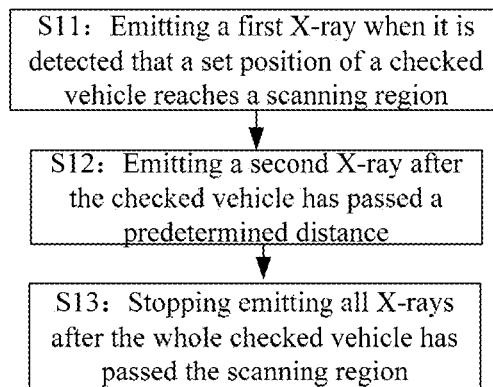 S11：Emitting a first X-ray when it is
detected that a set position of a checked
vehicle reaches a scanning region
S12：Emitting a second X-ray after
the checked vehicle has passed a
predetermined distance
S13：Stopping emitting all X-rays
after the whole checked vehicle has
passed the scanning region